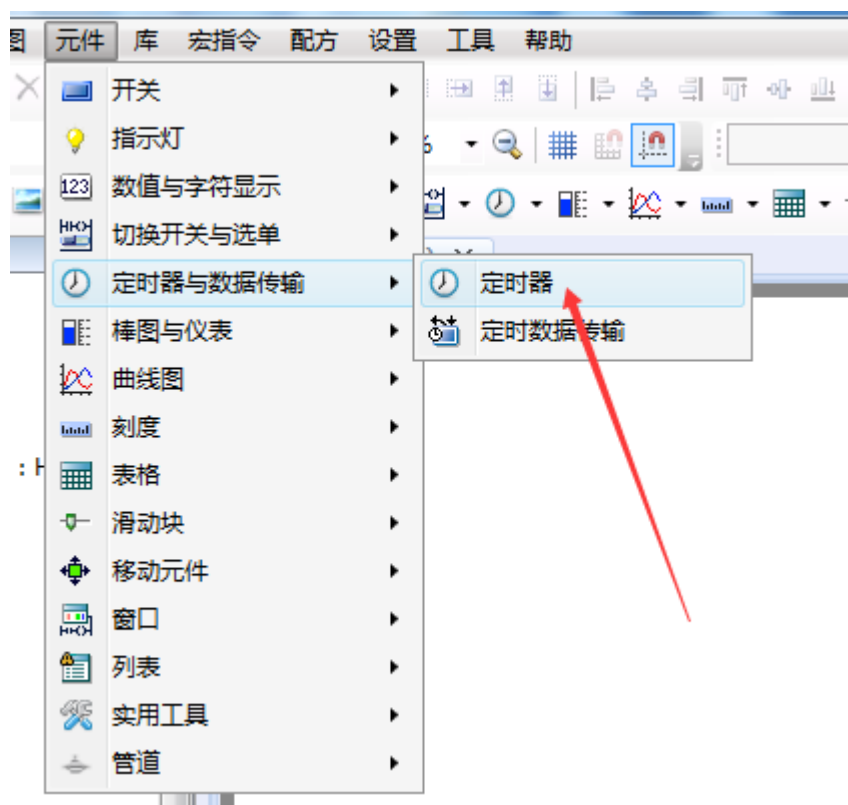 图 元件 库 宏指令 配方 设置 工具 帮助
开关
指示灯
123 数值与字符显示
切换开关与选单
定时器与数据传输
定时器
定时数据传输
棒图与仪表
曲线图
刻度
表格
滑动块
移动元件
窗口
列表
实用工具
管道